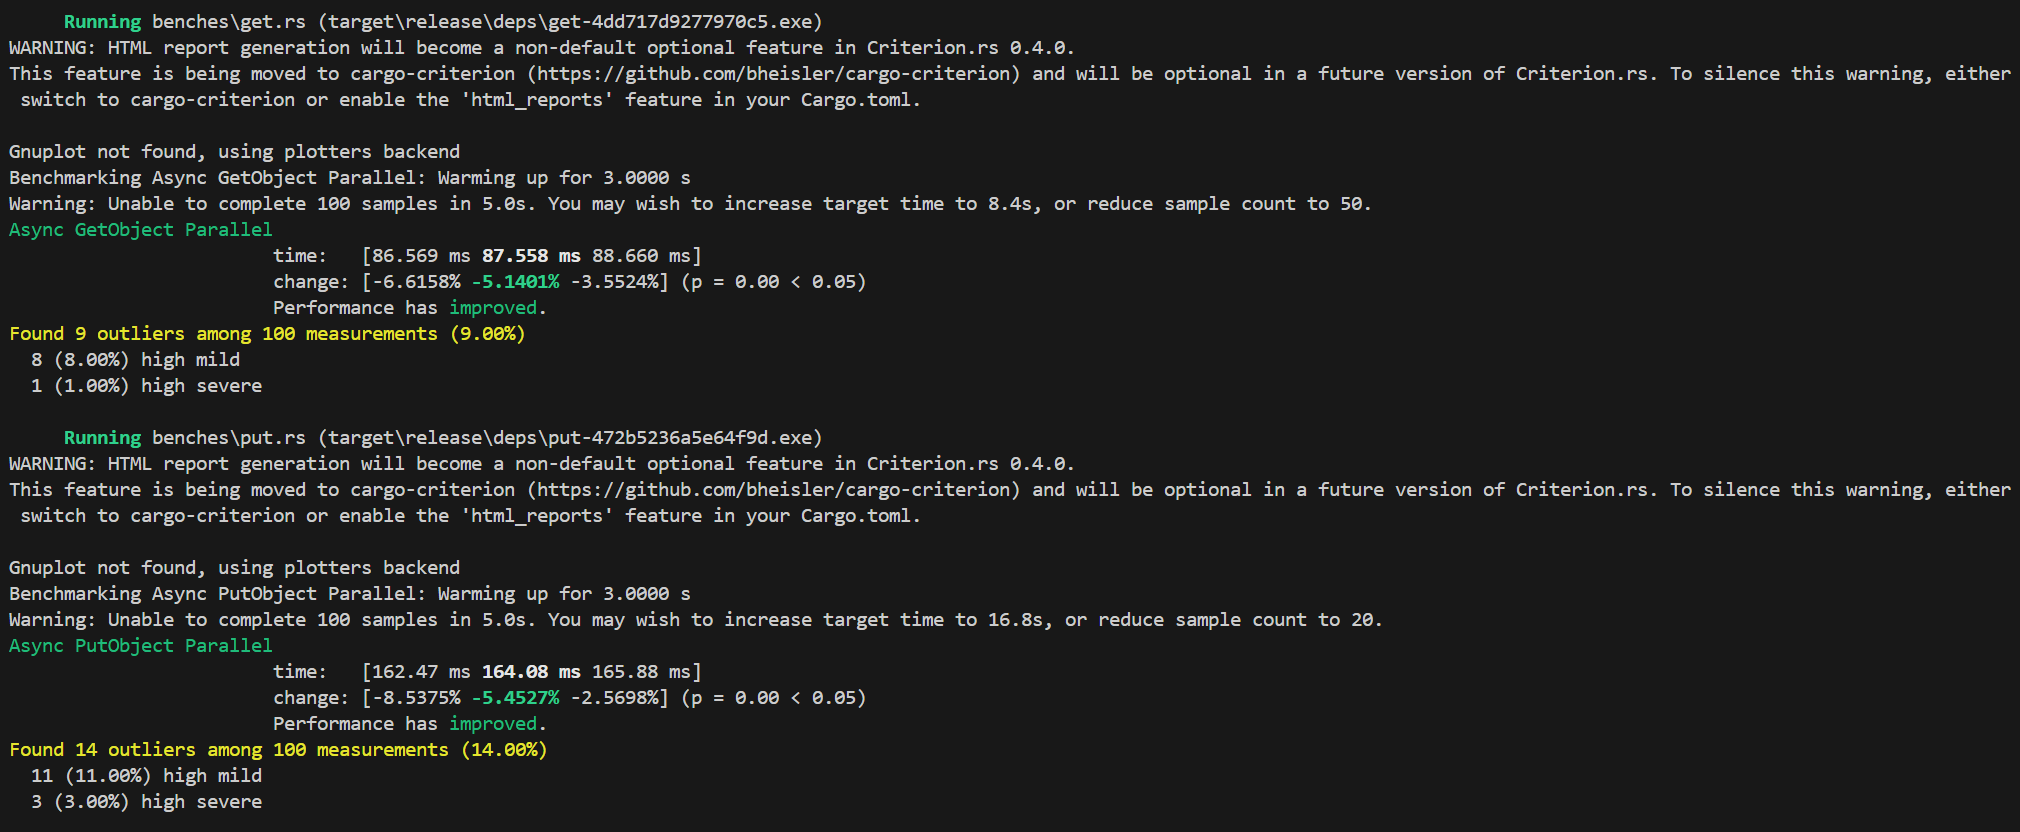 Running benches\get.rs (target\release\deps\get-4dd717d9277970c5.exe)
WARNING: HTML report generation will become a non-default optional feature in Criterion.rs 0.4.0.
This feature is being moved to cargo-criterion (https://github.com/bheisler/cargo-criterion) and will be optional in a future version of Criterion.rs. To silence this warning, either
switch to cargo-criterion or enable the 'html_reports' feature in your Cargo.toml.
Gnuplot not found, using plotters backend
Benchmarking Async GetObject Parallel: Warming up for 3.0000 s
Warning: Unable to complete 100 samples in 5.0s. You may wish to increase target time to 8.4s, or reduce sample count to 50.
Async GetObject Parallel
time:   [86.569 ms 87.558 ms 88.660 ms]
change: [-6.6158% -5.1401% -3.5524%] (p = 0.00 < 0.05)
Performance has improved.
Found 9 outliers among 100 measurements (9.00%)
8 (8.00%) high mild
1 (1.00%) high severe
Running benches\put.rs (target\release\deps\put-472b5236a5e64f9d.exe)
WARNING: HTML report generation will become a non-default optional feature in Criterion.rs 0.4.0.
This feature is being moved to cargo-criterion (https://github.com/bheisler/cargo-criterion) and will be optional in a future version of Criterion.rs. To silence this warning, either
switch to cargo-criterion or enable the 'html_reports' feature in your Cargo.toml.
Gnuplot not found, using plotters backend
Benchmarking Async PutObject Parallel: Warming up for 3.0000 s
Warning: Unable to complete 100 samples in 5.0s. You may wish to increase target time to 16.8s, or reduce sample count to 20.
Async PutObject Parallel
time:   [162.47 ms 164.08 ms 165.88 ms]
change: [-8.5375% -5.4527% -2.5698%] (p = 0.00 < 0.05)
Performance has improved.
Found 14 outliers among 100 measurements (14.00%)
11 (11.00%) high mild
3 (3.00%) high severe